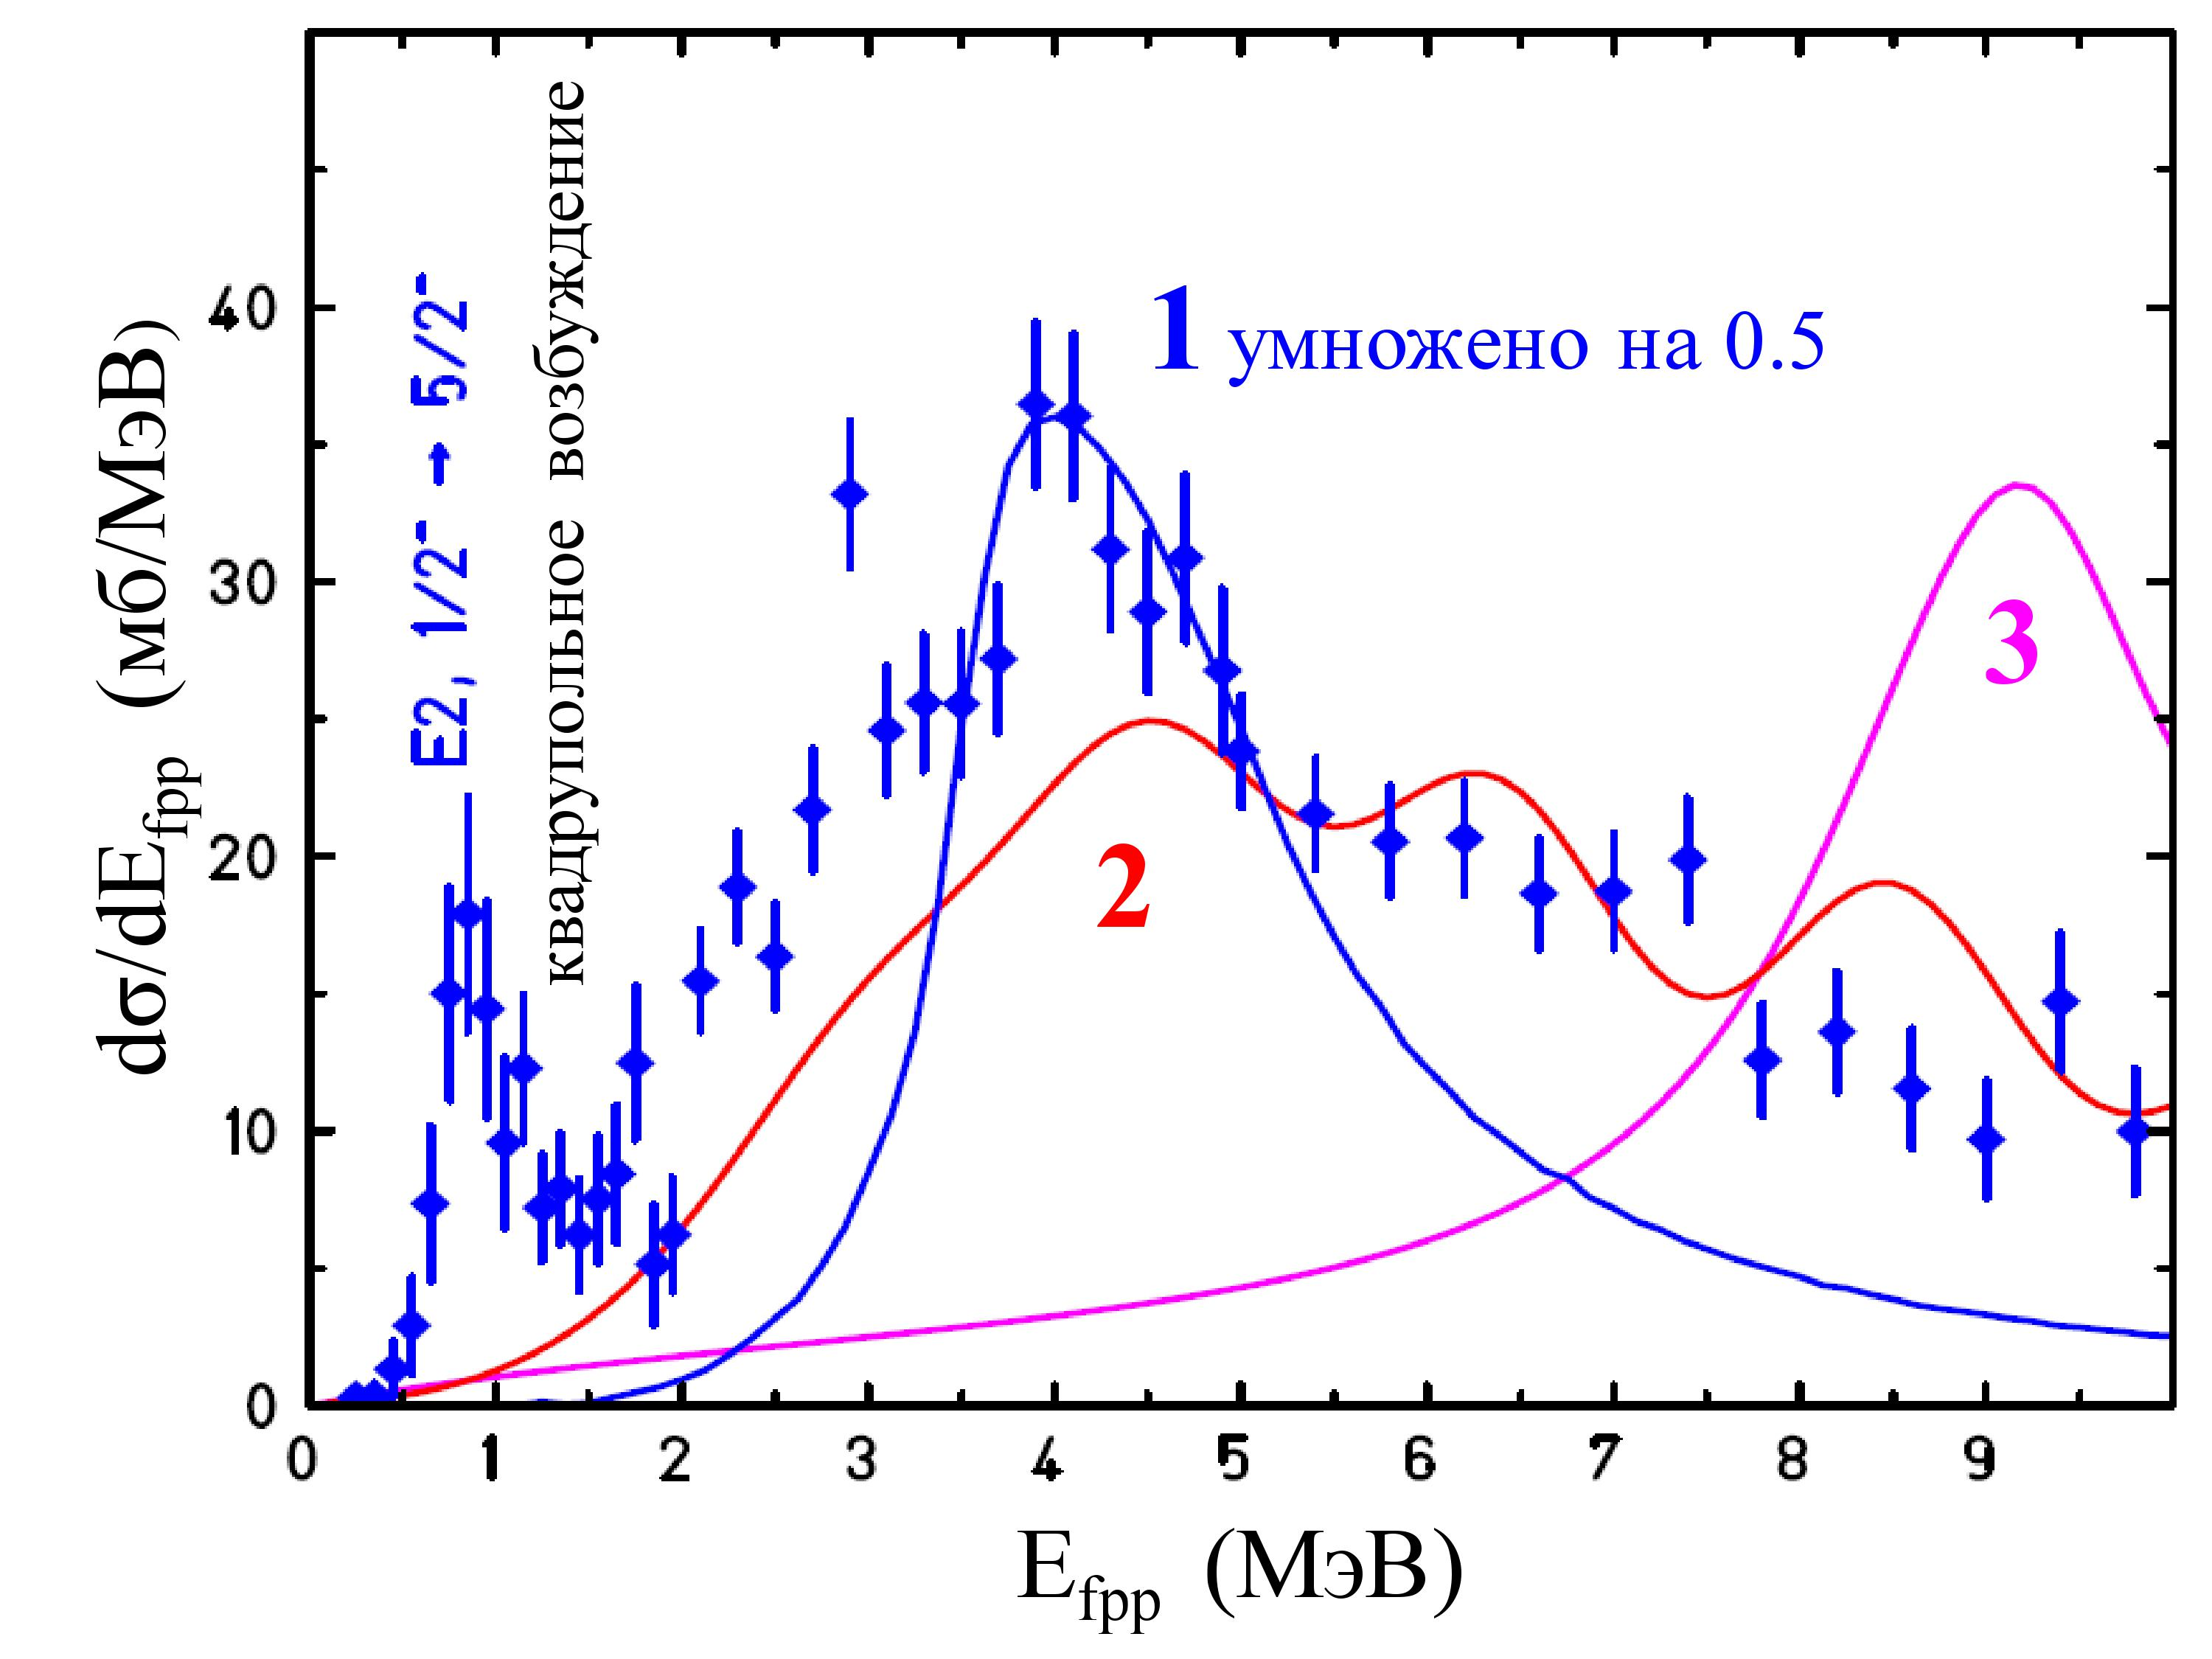 dσ/dE_fpp (мб/МэВ)
40
30
20
10
0
E2, 1/2⁻ → 5/2⁻
квадрупольное возбуждение
1 умножено на 0.5
2
3
0 1 2 3 4 5 6 7 8 9
E_fpp (МэВ)